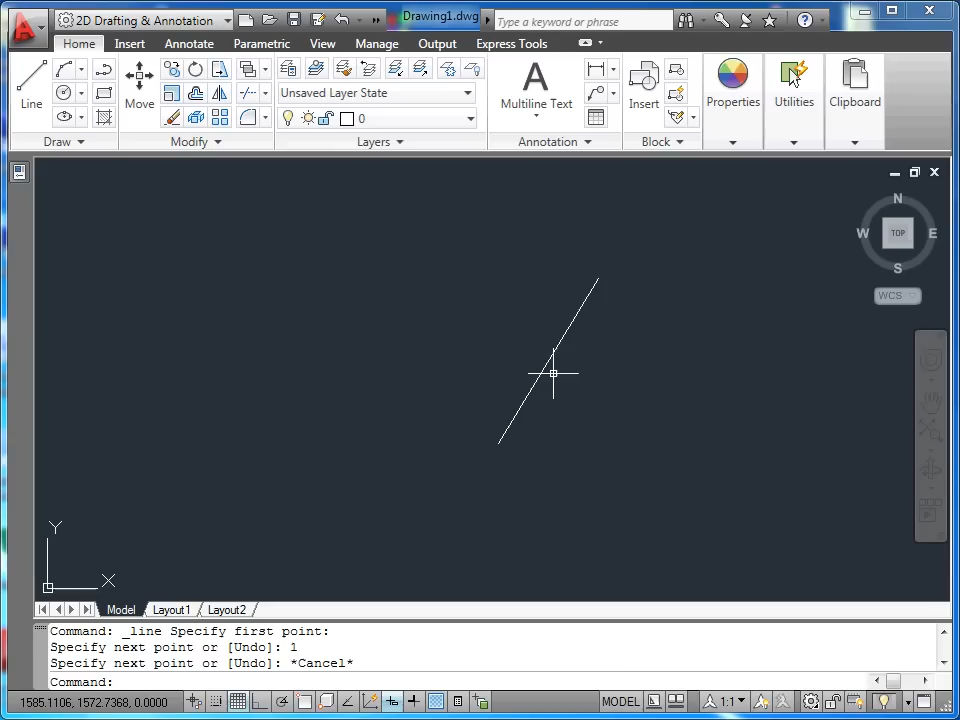 2D Drafting & Annotation
Drawing1.dwg
Type a keyword or phrase
Home Insert Annotate Parametric View Manage Output Express Tools
Line
Move
Unsaved Layer State
0
A
Multiline Text
Insert
Properties
Utilities
Clipboard
Draw Modify Layers Annotation Block
N
W TOP E
S
WCS
Y
X
Model Layout1 Layout2
Command: _line Specify first point:
Specify next point or [Undo]: 1
Specify next point or [Undo]: *Cancel*
Command:
1585.1106, 1572.7368, 0.0000 MODEL 1:1